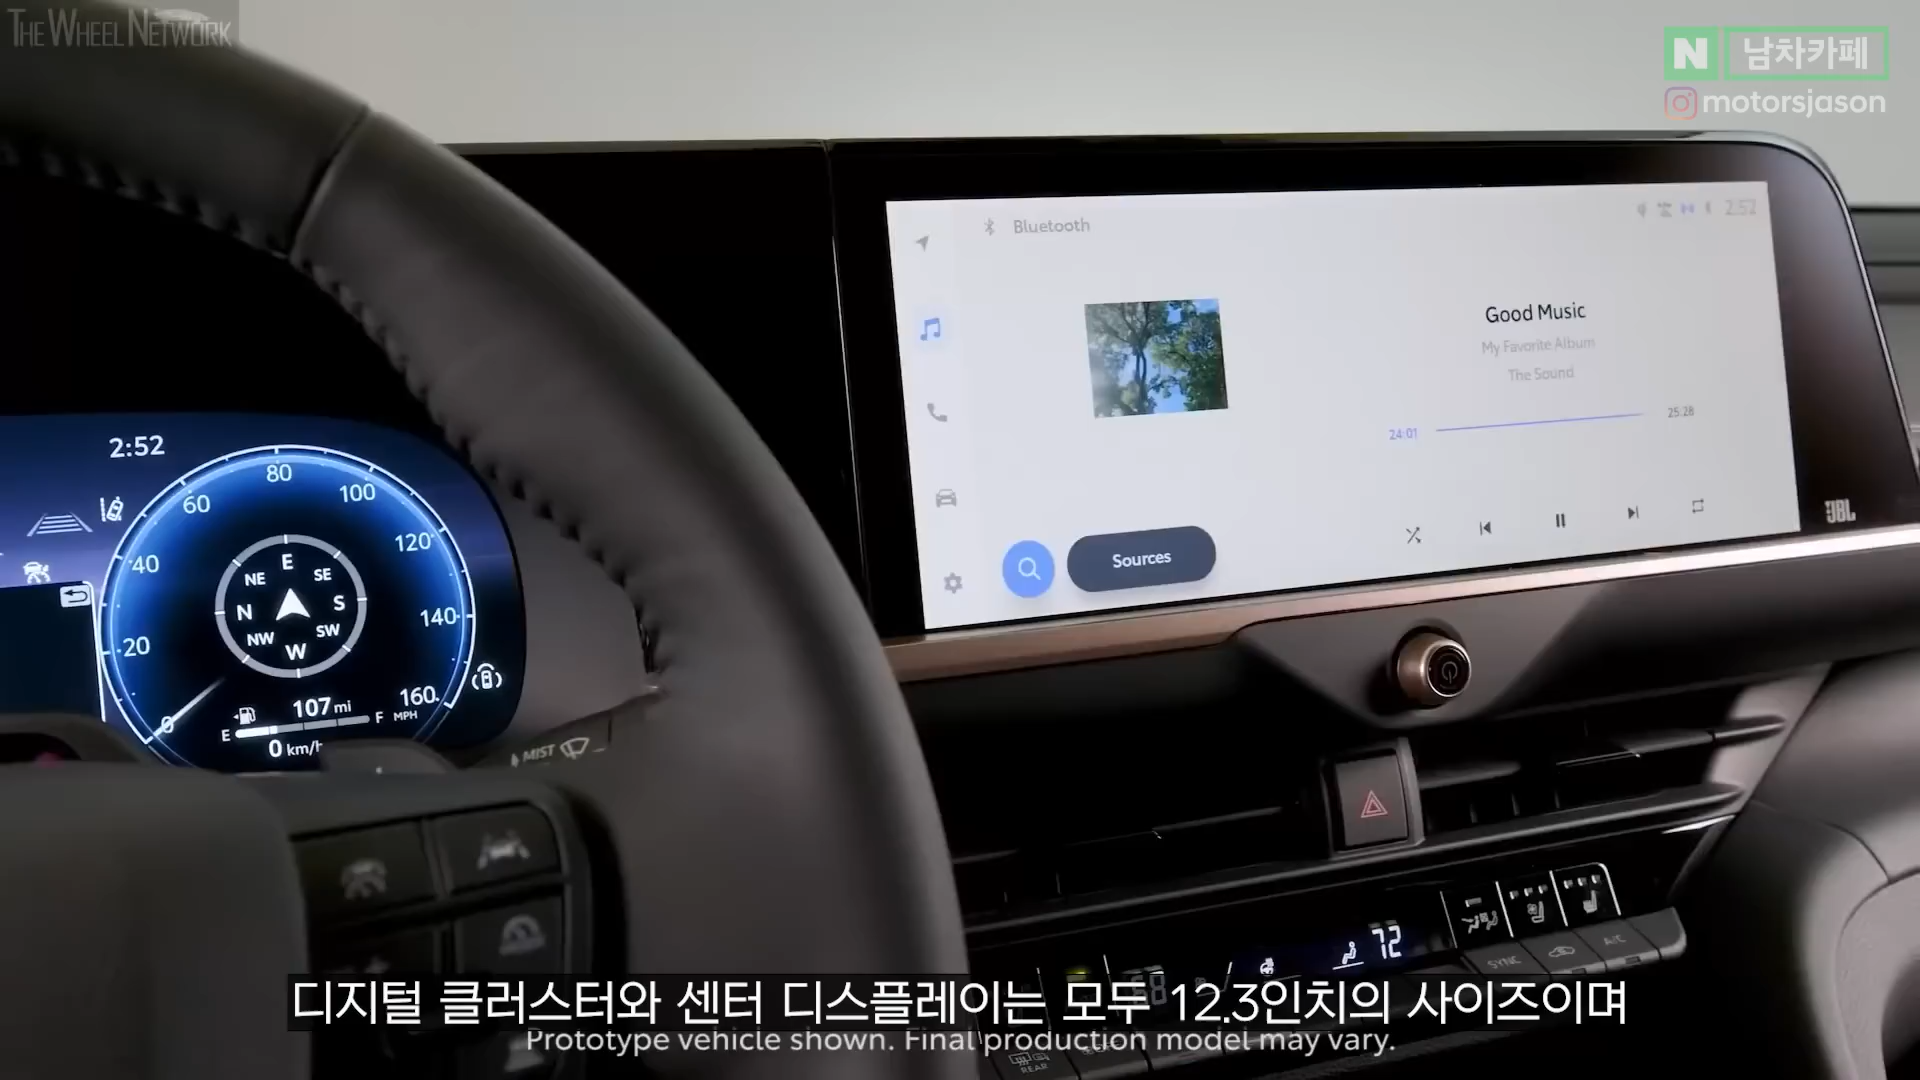 THE WHEEL NETWORK
N 남차카페
motorsjason
Bluetooth
2:52
Good Music
My Favorite Album
The Sound
24:01
25:28
Sources
JBL
2:52
0
20
40
60
80
100
120
140
160
MPH
E
SE
S
SW
W
NW
N
NE
107 mi
E F
0 km/h
MIST
72
68
SYNC
A/C
디지털 클러스터와 센터 디스플레이는 모두 12.3인치의 사이즈이며
Prototype vehicle shown. Final production model may vary.
REAR